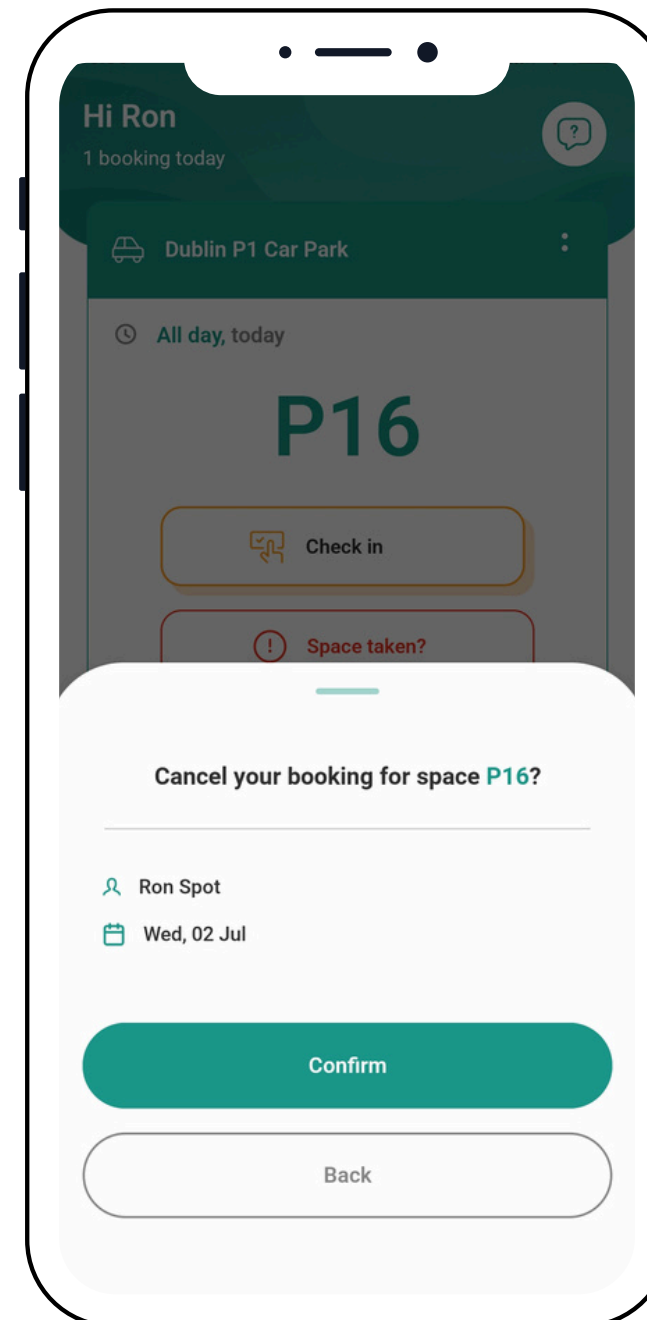 Hi Ron
1 booking today
Dublin P1 Car Park
All day, today
P16
Check in
Space taken?
Cancel your booking for space P16?
Ron Spot
Wed, 02 Jul
Confirm
Back